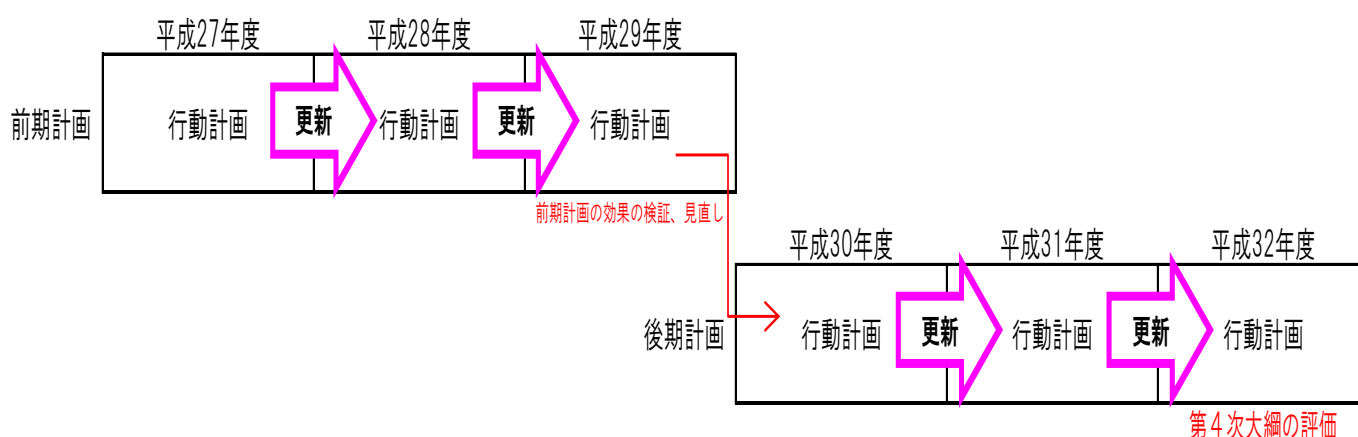 平成27年度 平成28年度 平成29年度
前期計画 行動計画 更新 行動計画 更新 行動計画
前期計画の効果の検証、見直し
平成30年度 平成31年度 平成32年度
後期計画 行動計画 更新 行動計画 更新 行動計画
第4次大綱の評価